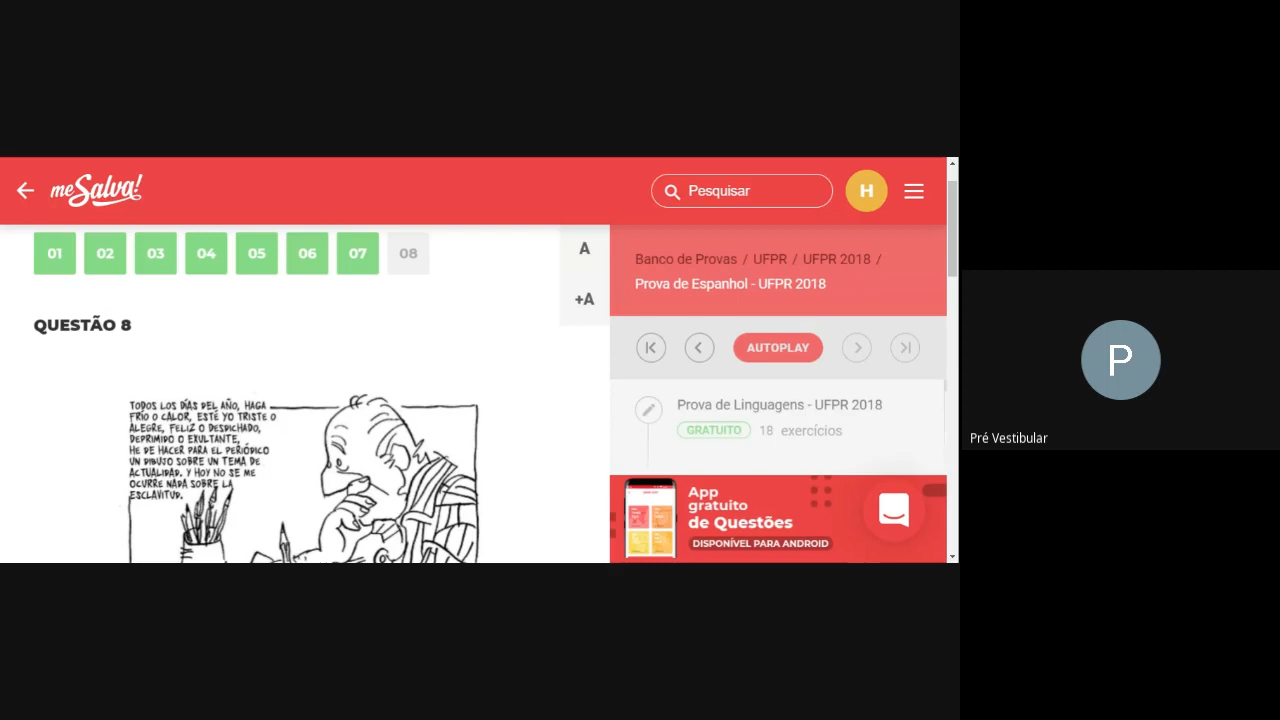 me Salva!
Pesquisar
H
01 02 03 04 05 06 07 08
A
+A
QUESTÃO 8
TODOS LOS DÍAS DEL AÑO, HAGA
FRÍO O CALOR, ESTÉ YO TRISTE O
ALEGRE, FELIZ O DESDICHADO,
DEPRIMIDO O EXULTANTE,
HE DE HACER PARA EL PERIÓDICO
UN DIBUJO SOBRE UN TEMA DE
ACTUALIDAD. Y HOY NO SE ME
OCURRE NADA SOBRE LA
ESCLAVITUD.
Banco de Provas / UFPR / UFPR 2018 /
Prova de Espanhol - UFPR 2018
AUTOPLAY
Prova de Linguagens - UFPR 2018
GRATUITO 18 exercícios
App
gratuito
de Questões
DISPONÍVEL PARA ANDROID
P
Pré Vestibular